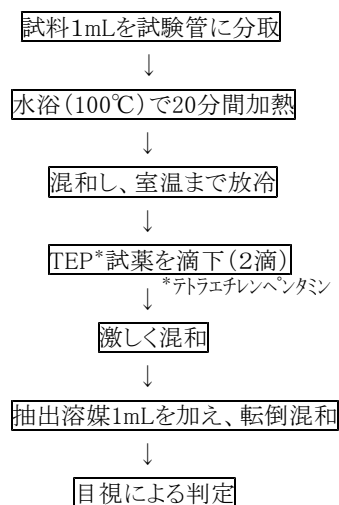 試料1mLを試験管に分取
↓
水浴(100℃)で20分間加熱
↓
混和し、室温まで放冷
↓
TEP*試薬を滴下(2滴)
↓ *テトラエチレンペンタミン
激しく混和
↓
抽出溶媒1mLを加え、転倒混和
↓
目視による判定